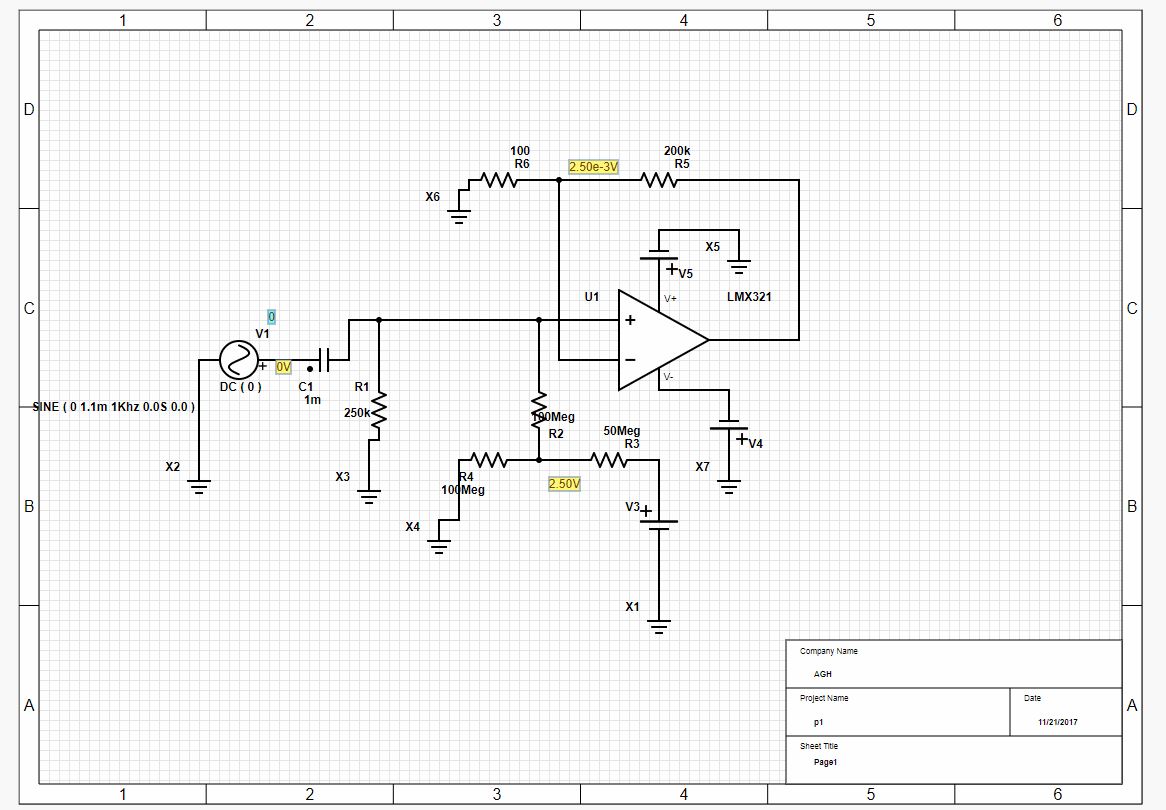 1 2 3 4 5 6
D D
100
R6
2.50e-3V
200k
R5
X6
X5
+ V5
C C
U1
V+
LMX321
0
V1
+
−
+
0V
DC ( 0 )
C1
1m
R1
250k
V-
SINE ( 0 1.1m 1Khz 0.0S 0.0 )
100Meg
R2
50Meg
R3
+ V4
X2
X3
R4
100Meg
2.50V
X7
B B
V3 +
X4
X1
Company Name
AGH
A A
Project Name
Date
p1
11/21/2017
Sheet Title
Page1
1 2 3 4 5 6